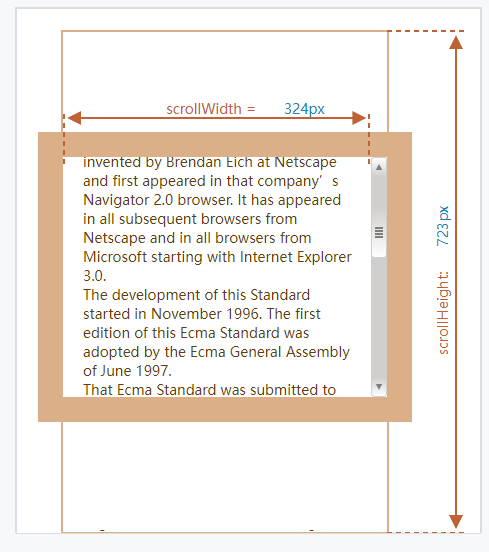 scrollWidth = 324px
invented by Brendan Eich at Netscape
and first appeared in that company’s
Navigator 2.0 browser. It has appeared
in all subsequent browsers from
Netscape and in all browsers from
Microsoft starting with Internet Explorer
3.0.
The development of this Standard
started in November 1996. The first
edition of this Ecma Standard was
adopted by the Ecma General Assembly
of June 1997.
That Ecma Standard was submitted to
scrollHeight: 723px